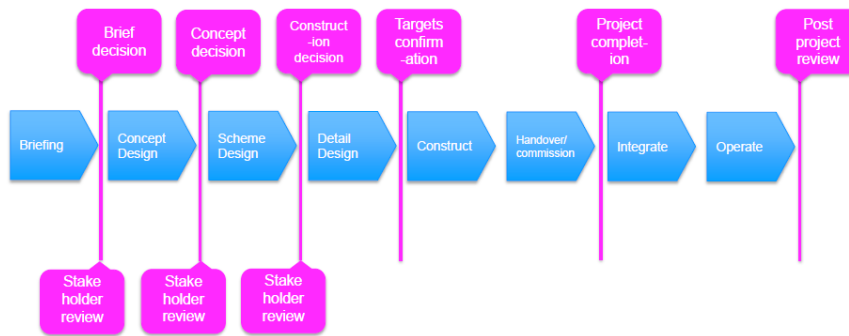 Brief
decision
Concept
decision
Construct
-ion
decision
Targets
confirm
-ation
Project
complet-
ion
Post
project
review
Briefing
Concept
Design
Scheme
Design
Detail
Design
Construct
Handover/
commission
Integrate
Operate
Stake
holder
review
Stake
holder
review
Stake
holder
review